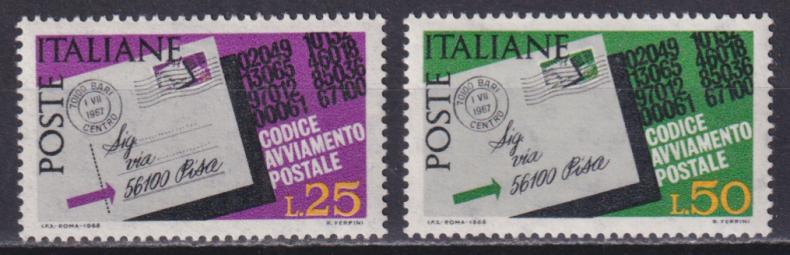 POSTE
ITALIANE
70100 BARI
1 VII
1967
CENTRO
Sig.
via
56100 Pisa
02049
13065
97012
00061
10152
46018
85036
67100
CODICE
AVVIAMENTO
POSTALE
L.25
I.P.S.-ROMA-1968
R. FERRINI
POSTE
ITALIANE
70100 BARI
1 VII
1967
CENTRO
Sig.
via
56100 Pisa
02049
13065
97012
00061
10152
46018
85036
67100
CODICE
AVVIAMENTO
POSTALE
L.50
I.P.S.-ROMA-1968
R. FERRINI